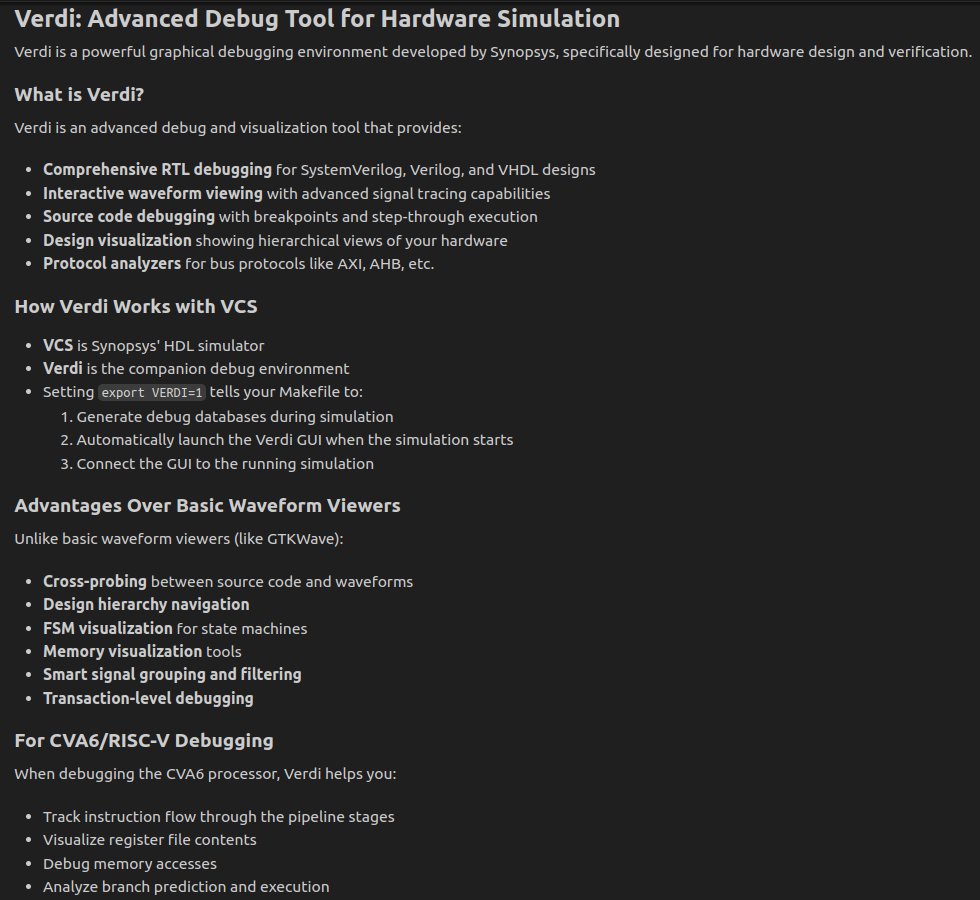 Verdi: Advanced Debug Tool for Hardware Simulation
Verdi is a powerful graphical debugging environment developed by Synopsys, specifically designed for hardware design and verification.
What is Verdi?
Verdi is an advanced debug and visualization tool that provides:
• Comprehensive RTL debugging for SystemVerilog, Verilog, and VHDL designs
• Interactive waveform viewing with advanced signal tracing capabilities
• Source code debugging with breakpoints and step-through execution
• Design visualization showing hierarchical views of your hardware
• Protocol analyzers for bus protocols like AXI, AHB, etc.
How Verdi Works with VCS
• VCS is Synopsys' HDL simulator
• Verdi is the companion debug environment
• Setting export VERDI=1 tells your Makefile to:
1. Generate debug databases during simulation
2. Automatically launch the Verdi GUI when the simulation starts
3. Connect the GUI to the running simulation
Advantages Over Basic Waveform Viewers
Unlike basic waveform viewers (like GTKWave):
• Cross-probing between source code and waveforms
• Design hierarchy navigation
• FSM visualization for state machines
• Memory visualization tools
• Smart signal grouping and filtering
• Transaction-level debugging
For CVA6/RISC-V Debugging
When debugging the CVA6 processor, Verdi helps you:
• Track instruction flow through the pipeline stages
• Visualize register file contents
• Debug memory accesses
• Analyze branch prediction and execution